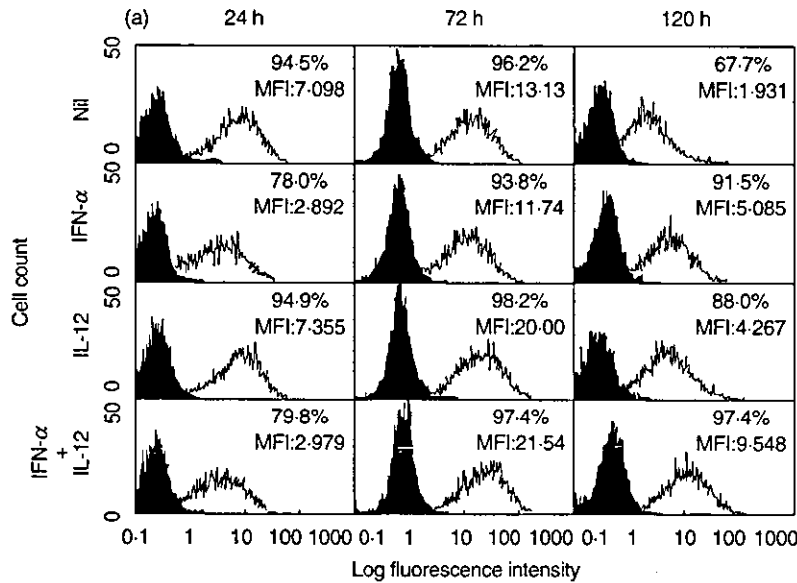 (a) 24 h 72 h 120 h
50
94·5%
MFI:7·098
96·2%
MFI:13·13
67·7%
MFI:1·931
Nil
0
50
78·0%
MFI:2·892
93·8%
MFI:11·74
91·5%
MFI:5·085
IFN-α
0
50
94·9%
MFI:7·355
98·2%
MFI:20·00
88·0%
MFI:4·267
IL-12
0
50
79·8%
MFI:2·979
97·4%
MFI:21·54
97·4%
MFI:9·548
IFN-α
+
IL-12
0
Cell count
0·1 1 10 100 1000 0·1 1 10 100 1000 0·1 1 10 100 1000
Log fluorescence intensity